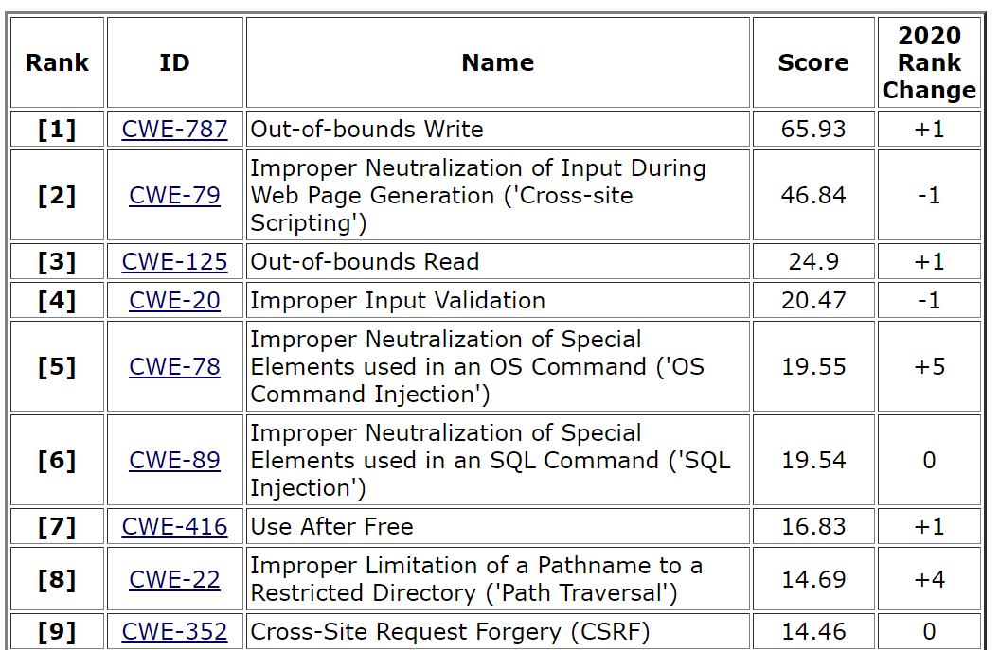 Rank ID Name Score 2020 Rank Change
[1] CWE-787 Out-of-bounds Write 65.93 +1
[2] CWE-79 Improper Neutralization of Input During
Web Page Generation ('Cross-site
Scripting') 46.84 -1
[3] CWE-125 Out-of-bounds Read 24.9 +1
[4] CWE-20 Improper Input Validation 20.47 -1
[5] CWE-78 Improper Neutralization of Special
Elements used in an OS Command ('OS
Command Injection') 19.55 +5
[6] CWE-89 Improper Neutralization of Special
Elements used in an SQL Command ('SQL
Injection') 19.54 0
[7] CWE-416 Use After Free 16.83 +1
[8] CWE-22 Improper Limitation of a Pathname to a
Restricted Directory ('Path Traversal') 14.69 +4
[9] CWE-352 Cross-Site Request Forgery (CSRF) 14.46 0